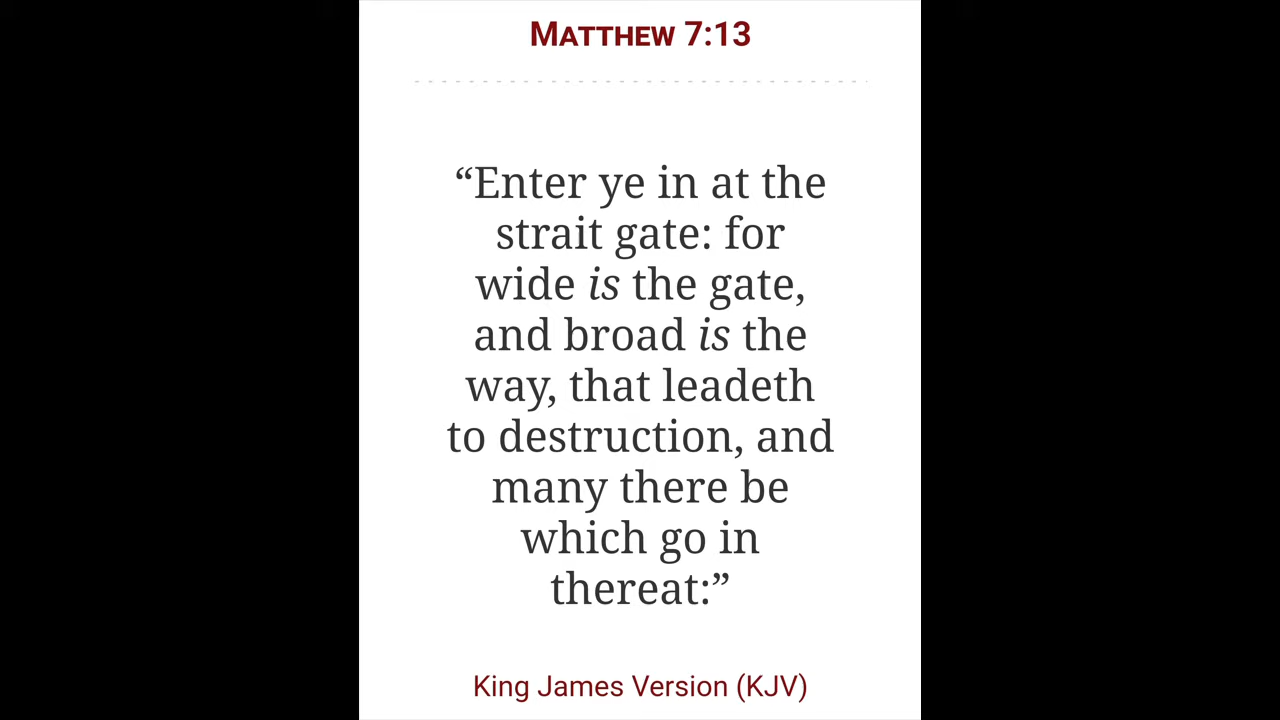 MATTHEW 7:13
“Enter ye in at the
strait gate: for
wide is the gate,
and broad is the
way, that leadeth
to destruction, and
many there be
which go in
thereat:”
King James Version (KJV)